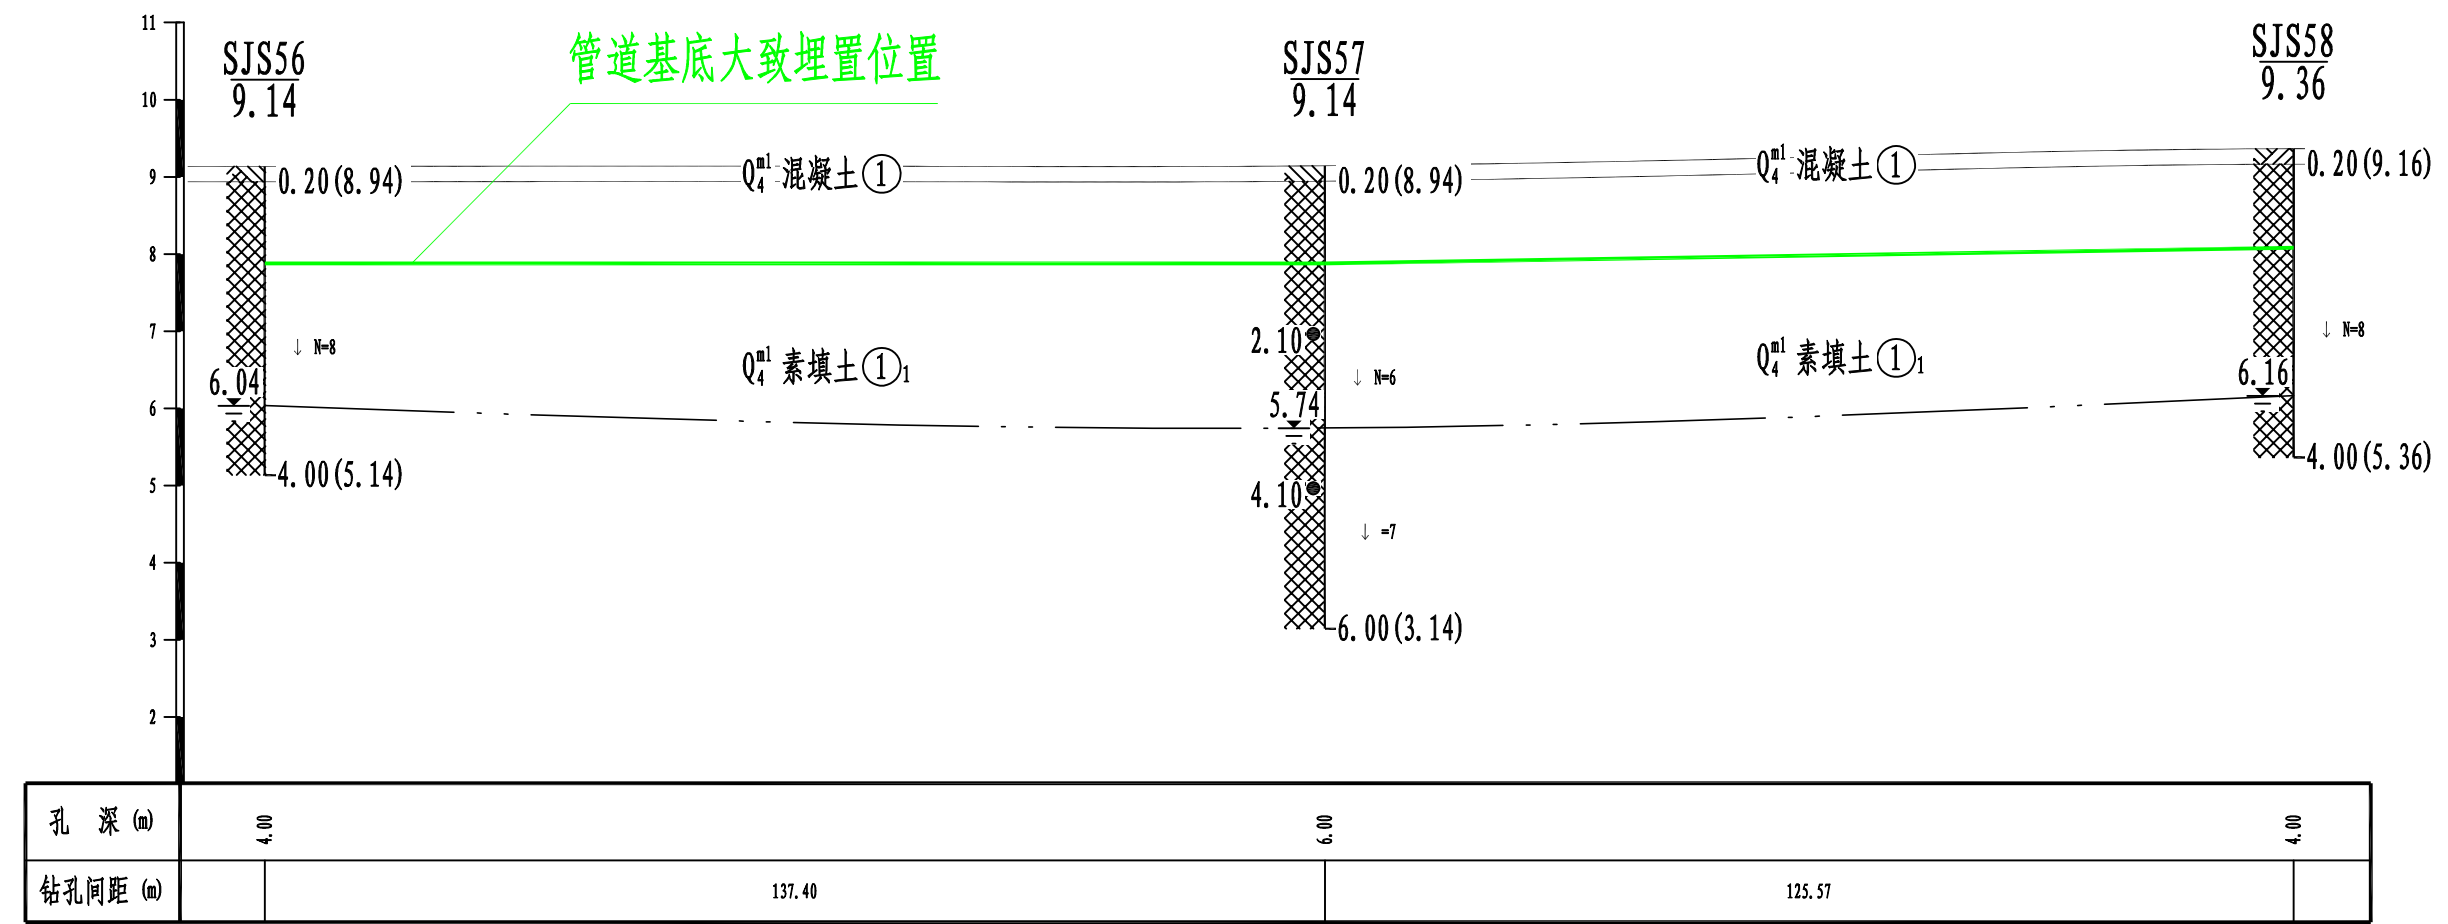 11
10
9
8
7
6
5
4
3
2
SJS56
9.14
管道基底大致埋置位置
SJS57
9.14
SJS58
9.36
0.20(8.94)
Q4ml 混凝土①
0.20(8.94)
Q4ml 混凝土①
0.20(9.16)
↓ N=8
Q4ml 素填土①1
2.10
↓ N=6
Q4ml 素填土①1
↓ N=8
6.04
5.74
6.16
4.00(5.14)
4.10
↓ =7
4.00(5.36)
6.00(3.14)
孔 深 (m)
4.00
6.00
4.00
钻孔间距 (m)
137.40
125.57